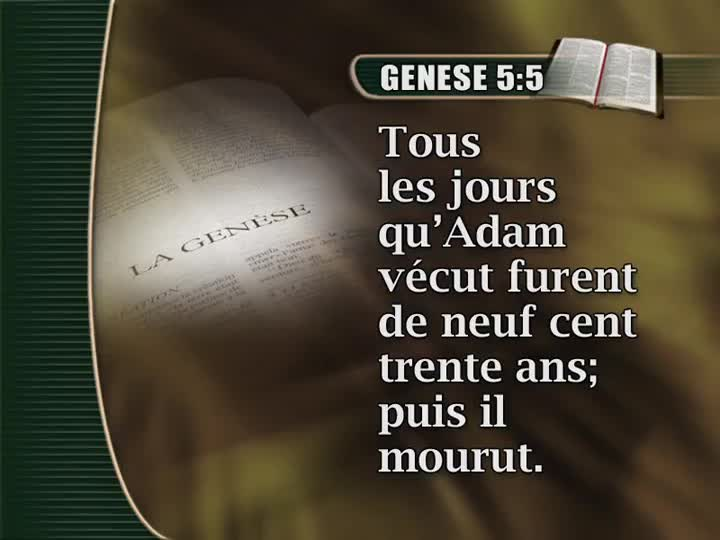 GENESE 5:5
Tous
les jours
qu'Adam
vécut furent
de neuf cent
trente ans;
puis il
mourut.
LA GENÈSE